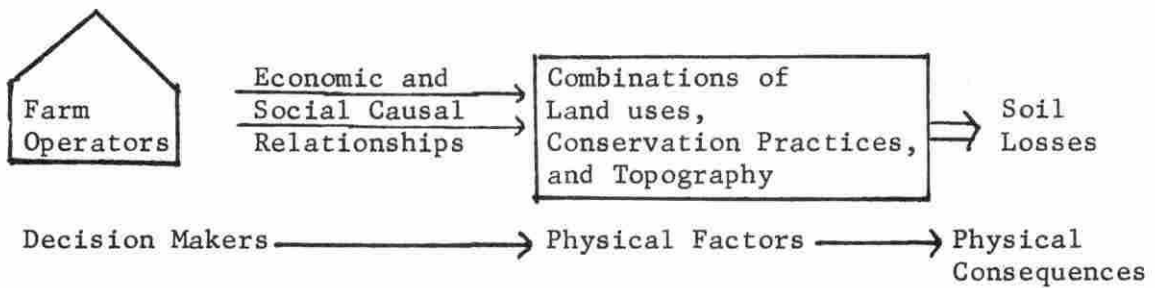 Farm
Operators
Economic and
Social Causal
Relationships
Combinations of
Land uses,
Conservation Practices,
and Topography
Soil
Losses
Decision Makers
Physical Factors
Physical
Consequences